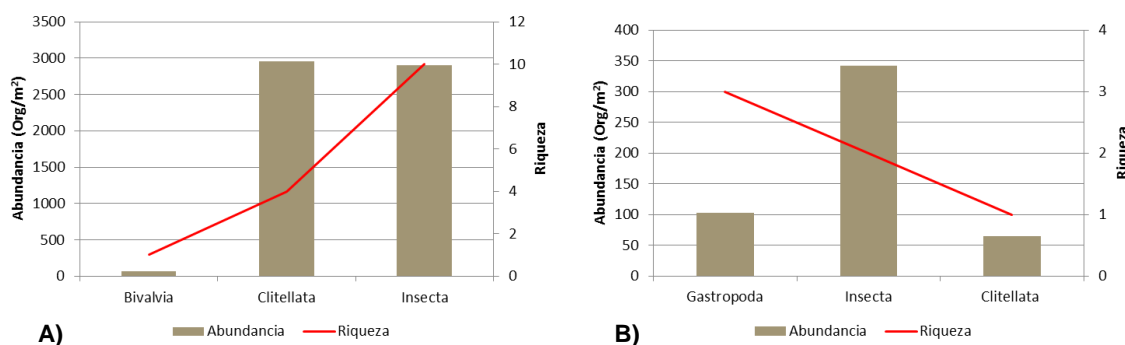 3500
3000
2500
2000
1500
1000
500
0
Abundancia (Org/m²)
12
10
8
6
4
2
0
Riqueza
Bivalvia Clitellata Insecta
Abundancia Riqueza
A)
400
350
300
250
200
150
100
50
0
Abundancia (Org/m²)
4
3
2
1
0
Riqueza
Gastropoda Insecta Clitellata
Abundancia Riqueza
B)